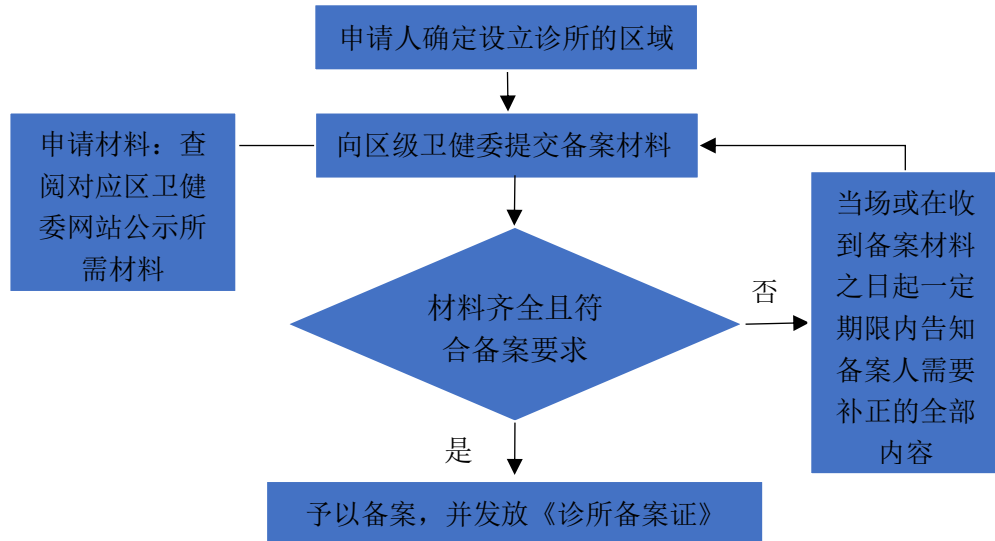 申请人确定设立诊所的区域
申请材料：查
阅对应区卫健
委网站公示所
需材料
向区级卫健委提交备案材料
材料齐全且符
合备案要求
否
当场或在收
到备案材料
之日起一定
期限内告知
备案人需要
补正的全部
内容
是
予以备案，并发放《诊所备案证》